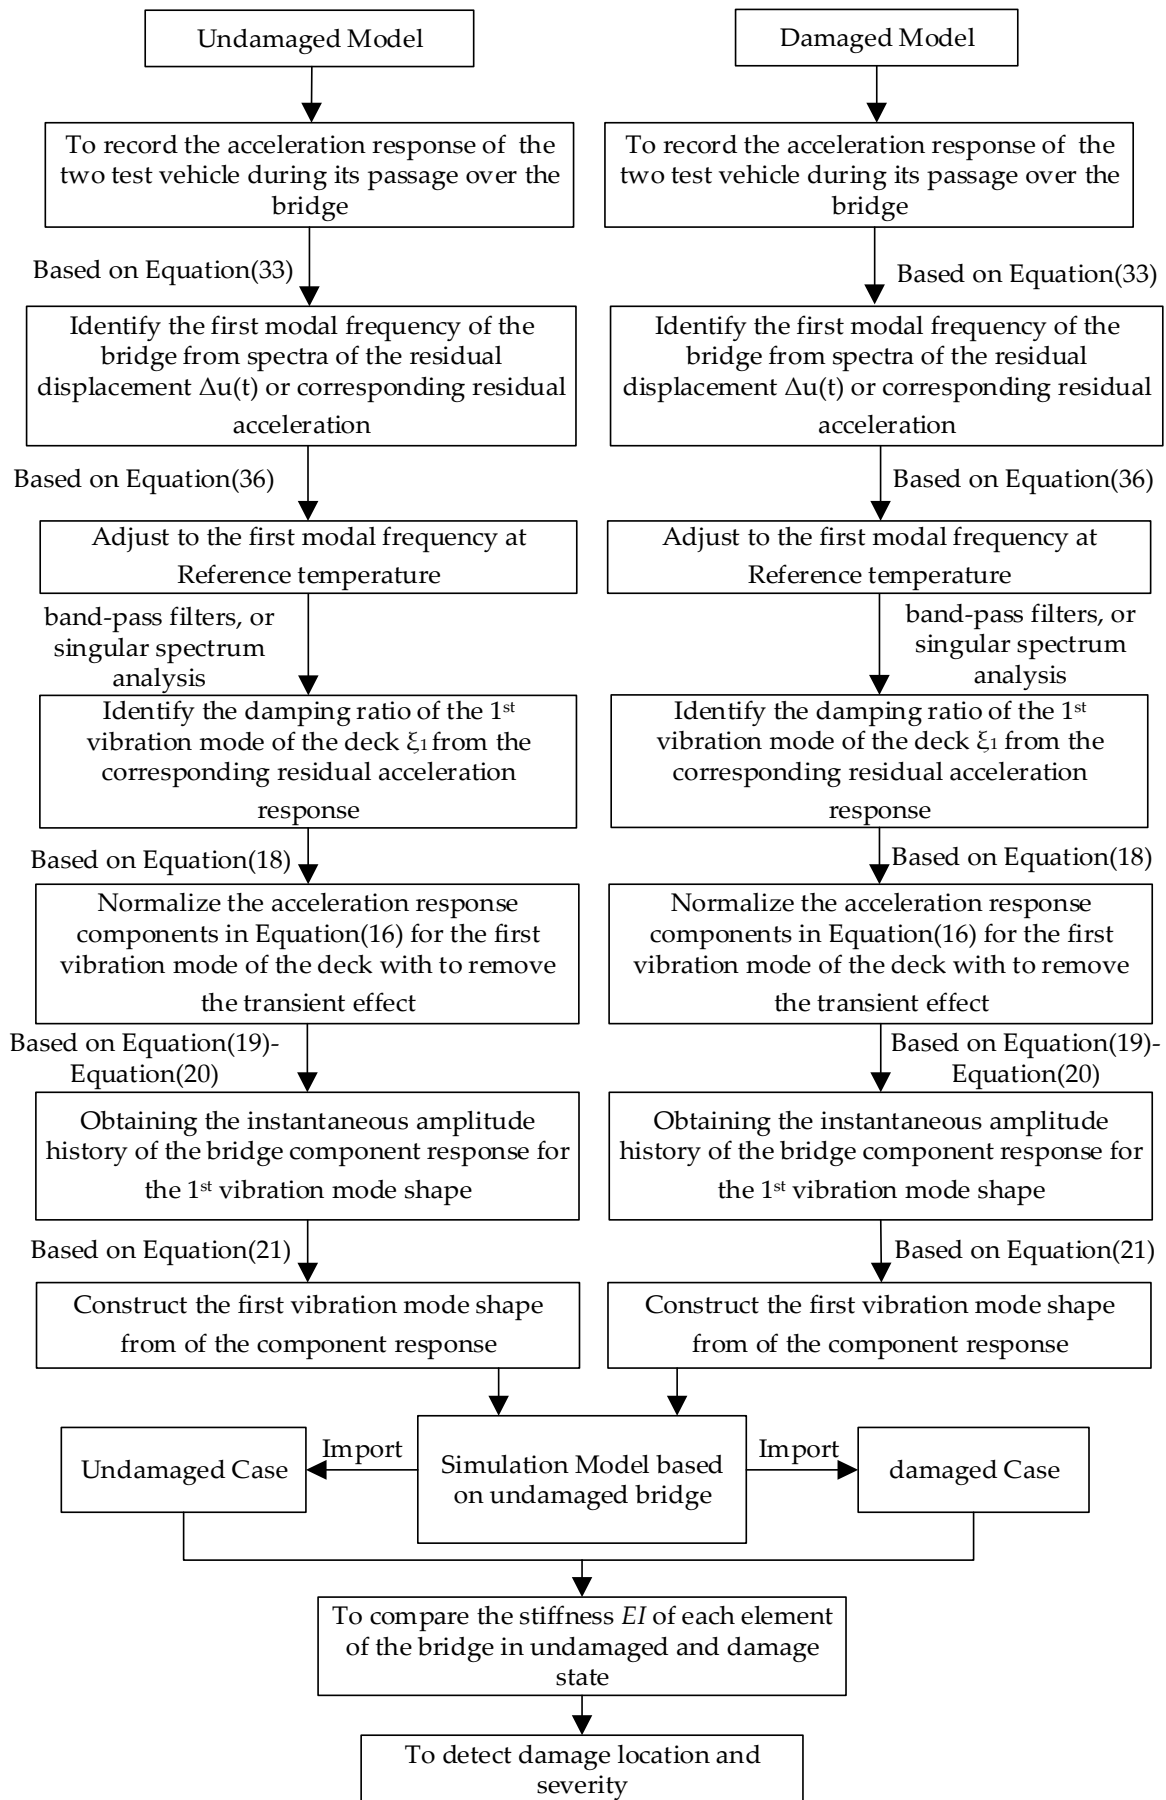 Undamaged Model
To record the acceleration response of the
two test vehicle during its passage over the
bridge
Based on Equation(33)
Identify the first modal frequency of the
bridge from spectra of the residual
displacement Δu(t) or corresponding residual
acceleration
Based on Equation(36)
Adjust to the first modal frequency at
Reference temperature
band-pass filters, or
singular spectrum
analysis
Identify the damping ratio of the 1st
vibration mode of the deck ξ1 from the
corresponding residual acceleration
response
Based on Equation(18)
Normalize the acceleration response
components in Equation(16) for the first
vibration mode of the deck with to remove
the transient effect
Based on Equation(19)-
Equation(20)
Obtaining the instantaneous amplitude
history of the bridge component response for
the 1st vibration mode shape
Based on Equation(21)
Construct the first vibration mode shape
from of the component response
Damaged Model
To record the acceleration response of the
two test vehicle during its passage over the
bridge
Based on Equation(33)
Identify the first modal frequency of the
bridge from spectra of the residual
displacement Δu(t) or corresponding residual
acceleration
Based on Equation(36)
Adjust to the first modal frequency at
Reference temperature
band-pass filters, or
singular spectrum
analysis
Identify the damping ratio of the 1st
vibration mode of the deck ξ1 from the
corresponding residual acceleration
response
Based on Equation(18)
Normalize the acceleration response
components in Equation(16) for the first
vibration mode of the deck with to remove
the transient effect
Based on Equation(19)-
Equation(20)
Obtaining the instantaneous amplitude
history of the bridge component response for
the 1st vibration mode shape
Based on Equation(21)
Construct the first vibration mode shape
from of the component response
Undamaged Case
Import
Simulation Model based
on undamaged bridge
Import
damaged Case
To compare the stiffness EI of each element
of the bridge in undamaged and damage
state
To detect damage location and
severity